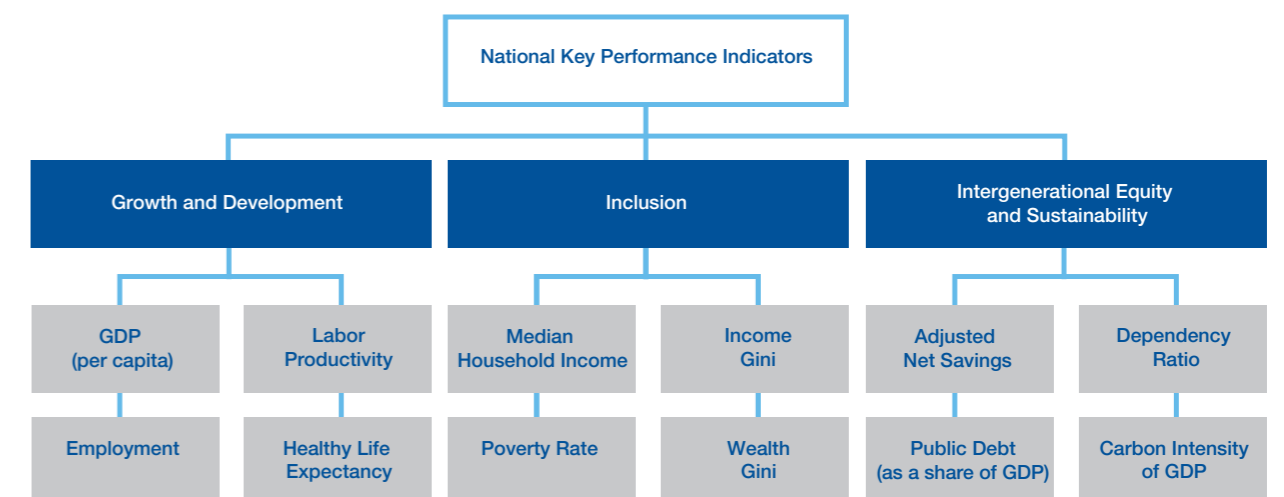 National Key Performance Indicators
Growth and Development
Inclusion
Intergenerational Equity
and Sustainability
GDP
(per capita)
Labor
Productivity
Median
Household Income
Income
Gini
Adjusted
Net Savings
Dependency
Ratio
Employment
Healthy Life
Expectancy
Poverty Rate
Wealth
Gini
Public Debt
(as a share of GDP)
Carbon Intensity
of GDP